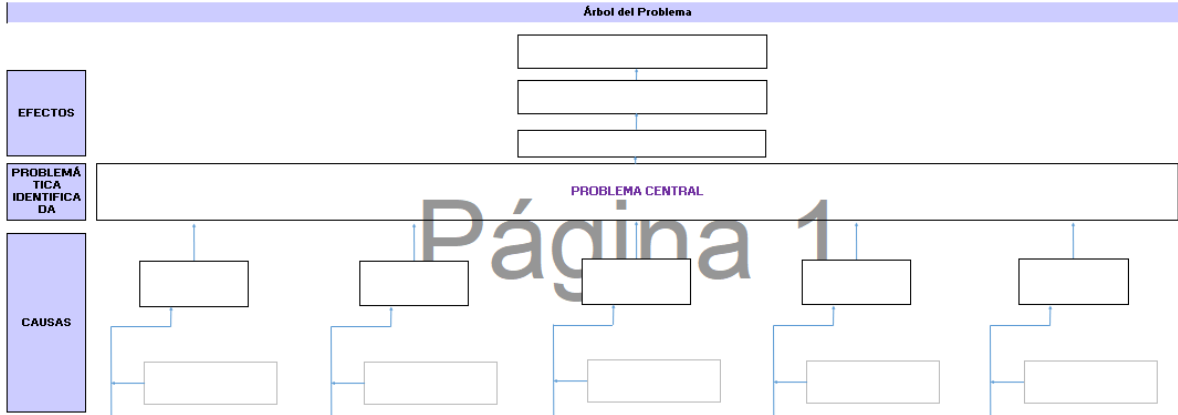 Árbol del Problema
EFECTOS
PROBLEMÁ
TICA
IDENTIFICA
DA
PROBLEMA CENTRAL
Página 1
CAUSAS